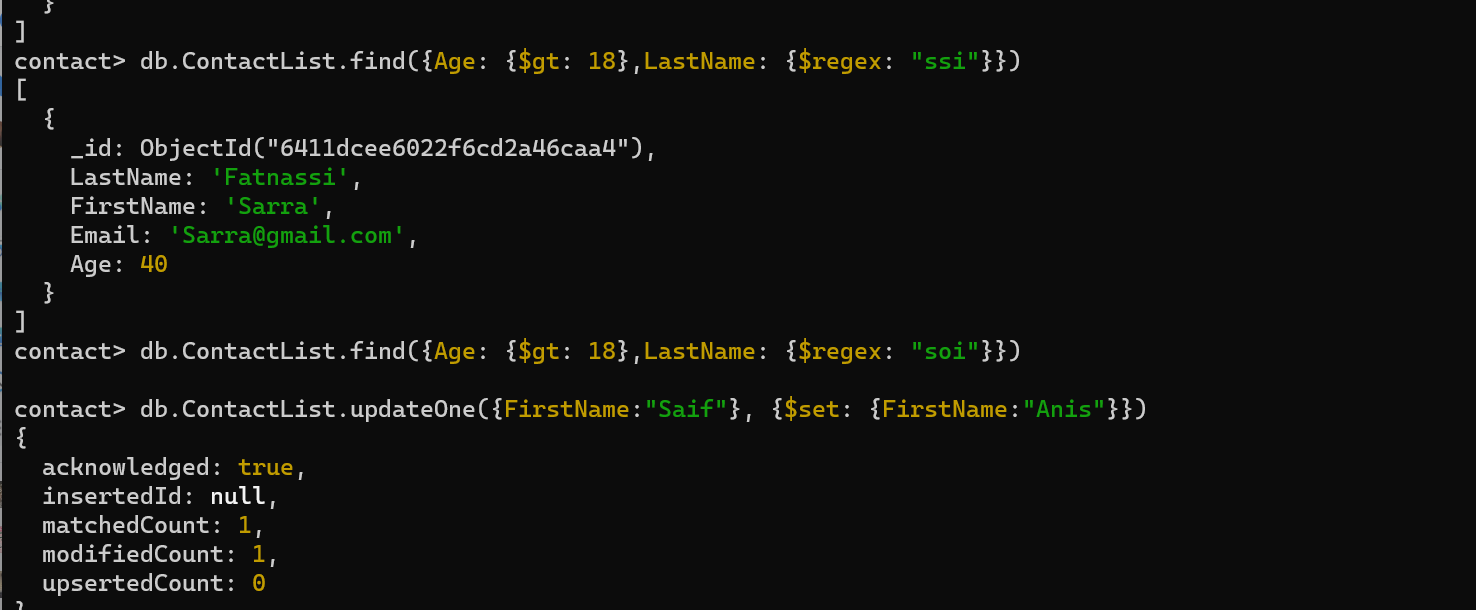 }
]
contact> db.ContactList.find({Age: {$gt: 18},LastName: {$regex: "ssi"}})
[
  {
    _id: ObjectId("6411dcee6022f6cd2a46caa4"),
    LastName: 'Fatnassi',
    FirstName: 'Sarra',
    Email: 'Sarra@gmail.com',
    Age: 40
  }
]
contact> db.ContactList.find({Age: {$gt: 18},LastName: {$regex: "soi"}})

contact> db.ContactList.updateOne({FirstName:"Saif"}, {$set: {FirstName:"Anis"}})
{
  acknowledged: true,
  insertedId: null,
  matchedCount: 1,
  modifiedCount: 1,
  upsertedCount: 0
}